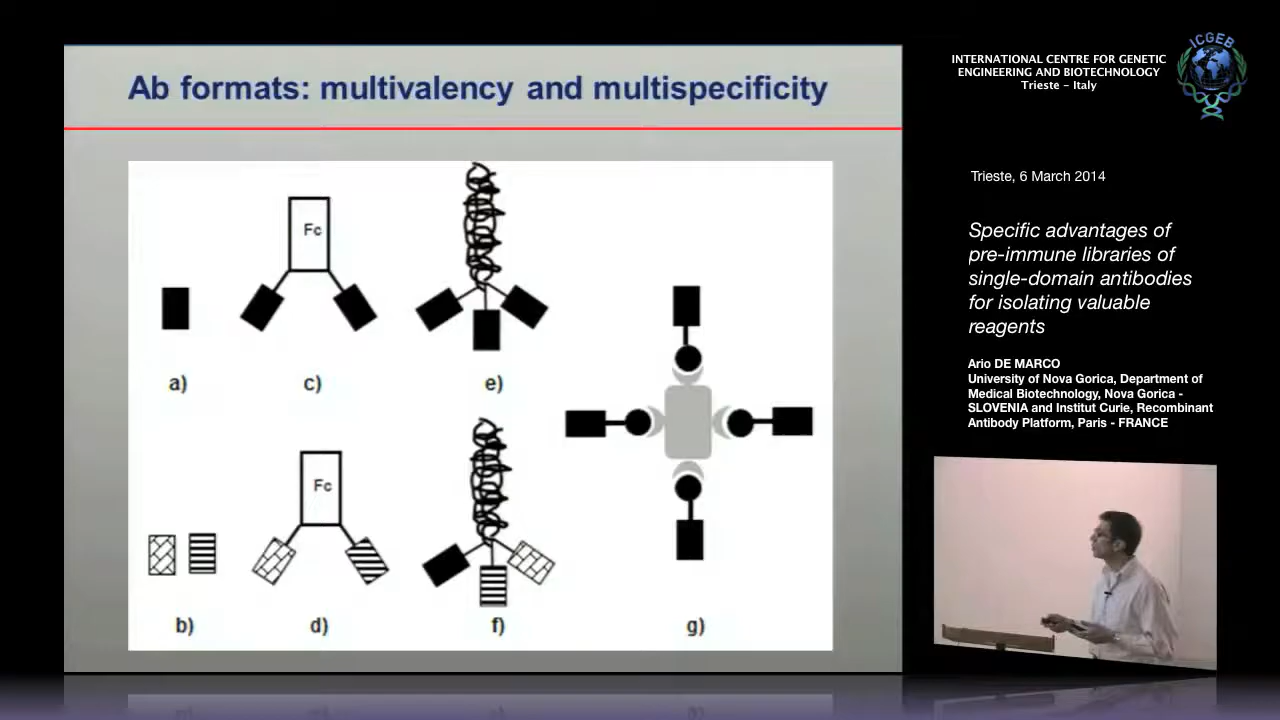 Ab formats: multivalency and multispecificity
Fc
a)
c)
e)
Fc
b)
d)
f)
g)
INTERNATIONAL CENTRE FOR GENETIC
ENGINEERING AND BIOTECHNOLOGY
Trieste - Italy
ICGEB
Trieste, 6 March 2014
Specific advantages of
pre-immune libraries of
single-domain antibodies
for isolating valuable
reagents
Ario DE MARCO
University of Nova Gorica, Department of
Medical Biotechnology, Nova Gorica -
SLOVENIA and Institut Curie, Recombinant
Antibody Platform, Paris - FRANCE